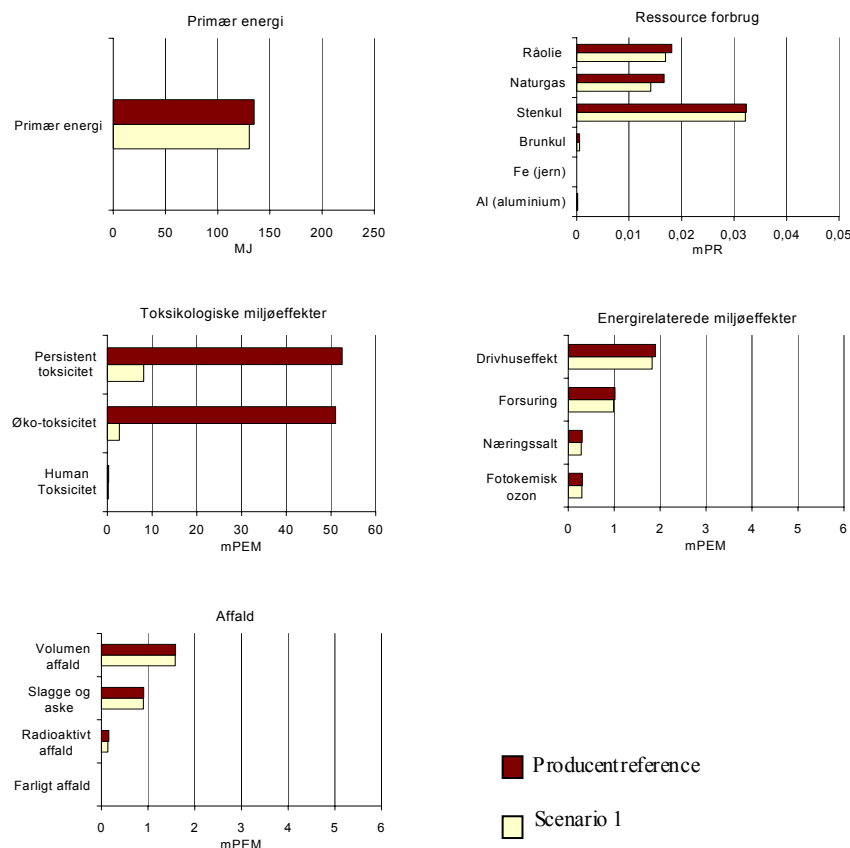 Primær energi
Primær energi
0 50 100 150 200 250
MJ
Ressource forbrug
Råolie
Naturgas
Stenkul
Brunkul
Fe (jern)
Al (aluminium)
0 0,01 0,02 0,03 0,04 0,05
mPR
Toksikologiske miljøeffekter
Persistent
toksicitet
Øko-toksicitet
Human
Toksicitet
0 10 20 30 40 50 60
mPEM
Energirelaterede miljøeffekter
Drivhuseffekt
Forsuring
Næringssalt
Fotokemisk
ozon
0 1 2 3 4 5 6
mPEM
Affald
Volumen
affald
Slagge og
aske
Radioaktivt
affald
Farligt affald
0 1 2 3 4 5 6
mPEM
Producentreference
Scenario 1